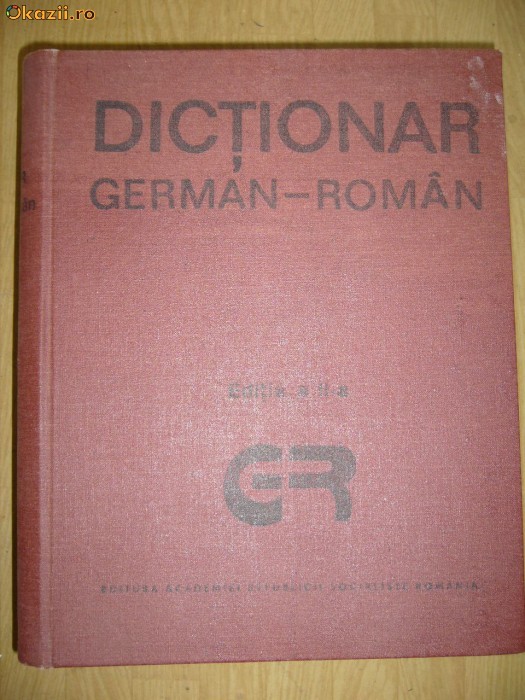 Okazii.ro
DICȚIONAR
GERMAN–ROMÂN
Ediția a II-a
GR
EDITURA ACADEMIEI REPUBLICII SOCIALISTE ROMÂNIA